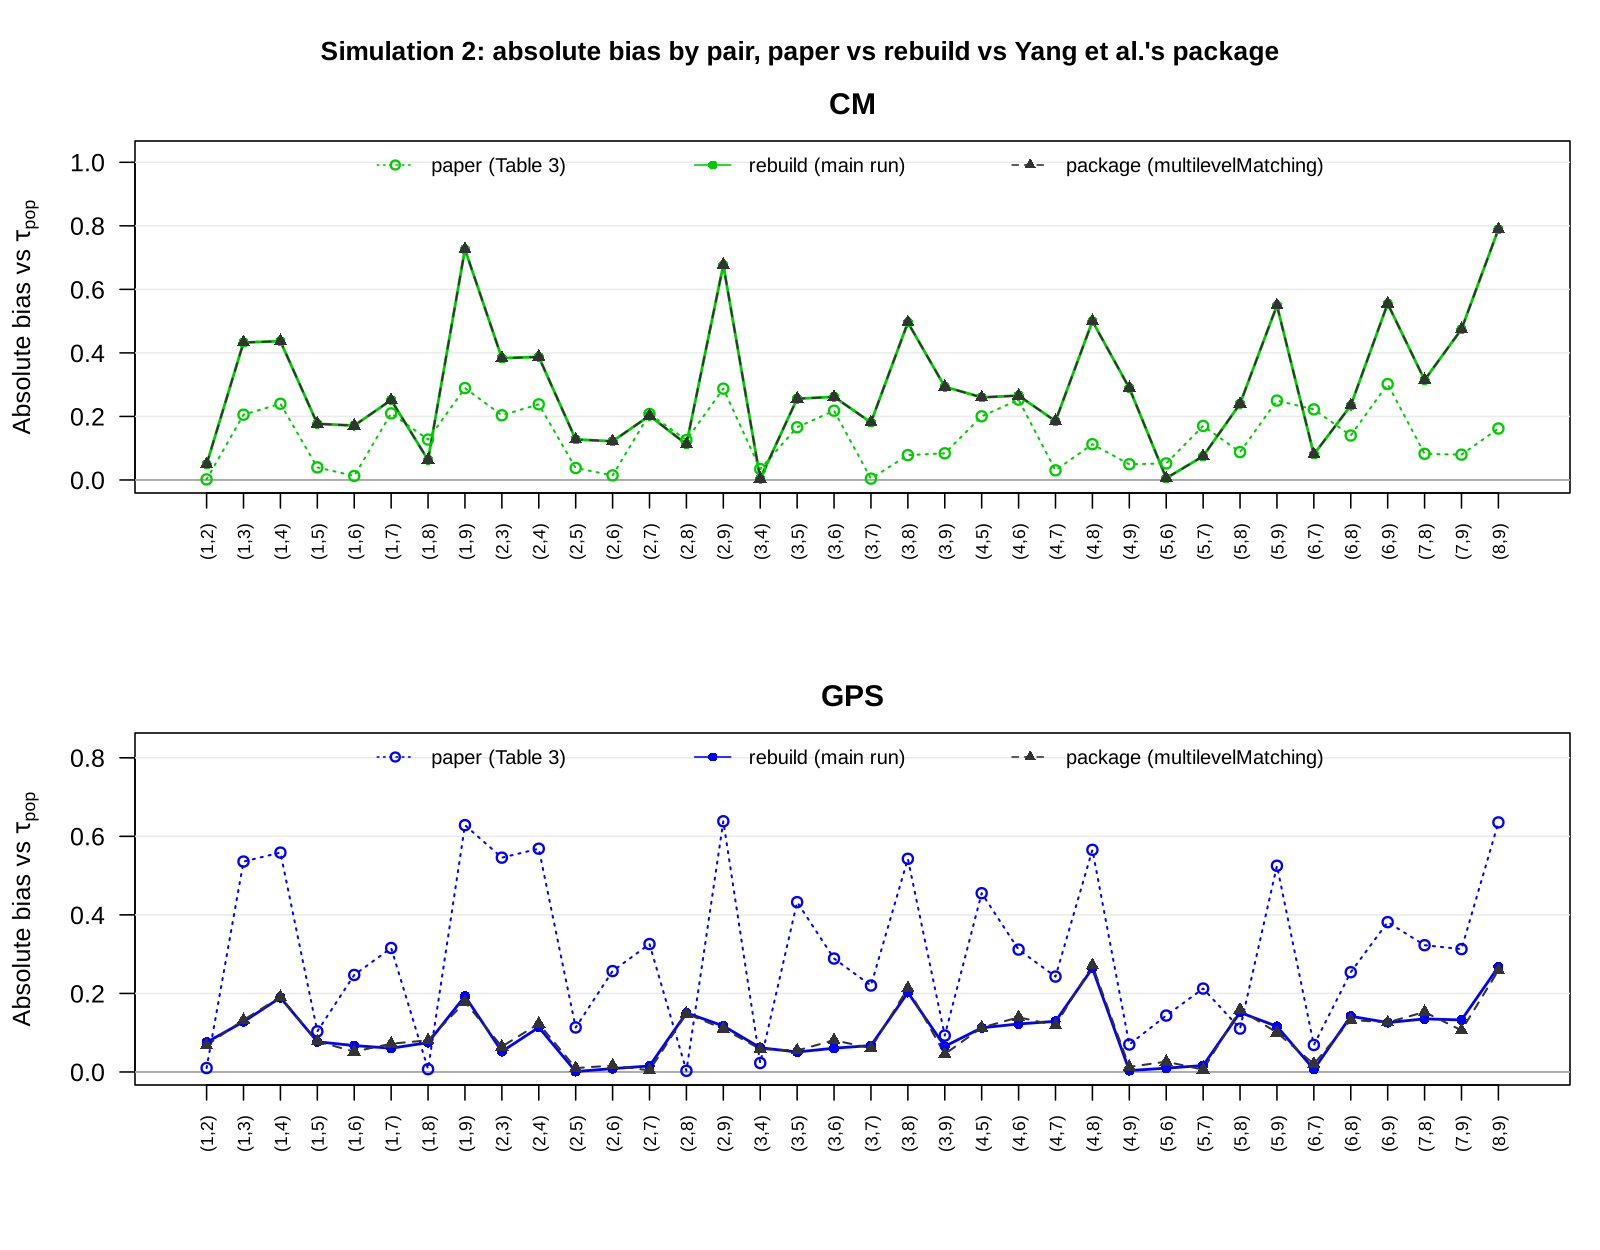 Simulation 2: absolute bias by pair, paper vs rebuild vs Yang et al.'s package
CM
Absolute bias vs τpop
1.0
0.8
0.6
0.4
0.2
0.0
paper (Table 3) rebuild (main run) package (multilevelMatching)
(1,2) (1,3) (1,4) (1,5) (1,6) (1,7) (1,8) (1,9) (2,3) (2,4) (2,5) (2,6) (2,7) (2,8) (2,9) (3,4) (3,5) (3,6) (3,7) (3,8) (3,9) (4,5) (4,6) (4,7) (4,8) (4,9) (5,6) (5,7) (5,8) (5,9) (6,7) (6,8) (6,9) (7,8) (7,9) (8,9)
GPS
Absolute bias vs τpop
0.8
0.6
0.4
0.2
0.0
paper (Table 3) rebuild (main run) package (multilevelMatching)
(1,2) (1,3) (1,4) (1,5) (1,6) (1,7) (1,8) (1,9) (2,3) (2,4) (2,5) (2,6) (2,7) (2,8) (2,9) (3,4) (3,5) (3,6) (3,7) (3,8) (3,9) (4,5) (4,6) (4,7) (4,8) (4,9) (5,6) (5,7) (5,8) (5,9) (6,7) (6,8) (6,9) (7,8) (7,9) (8,9)